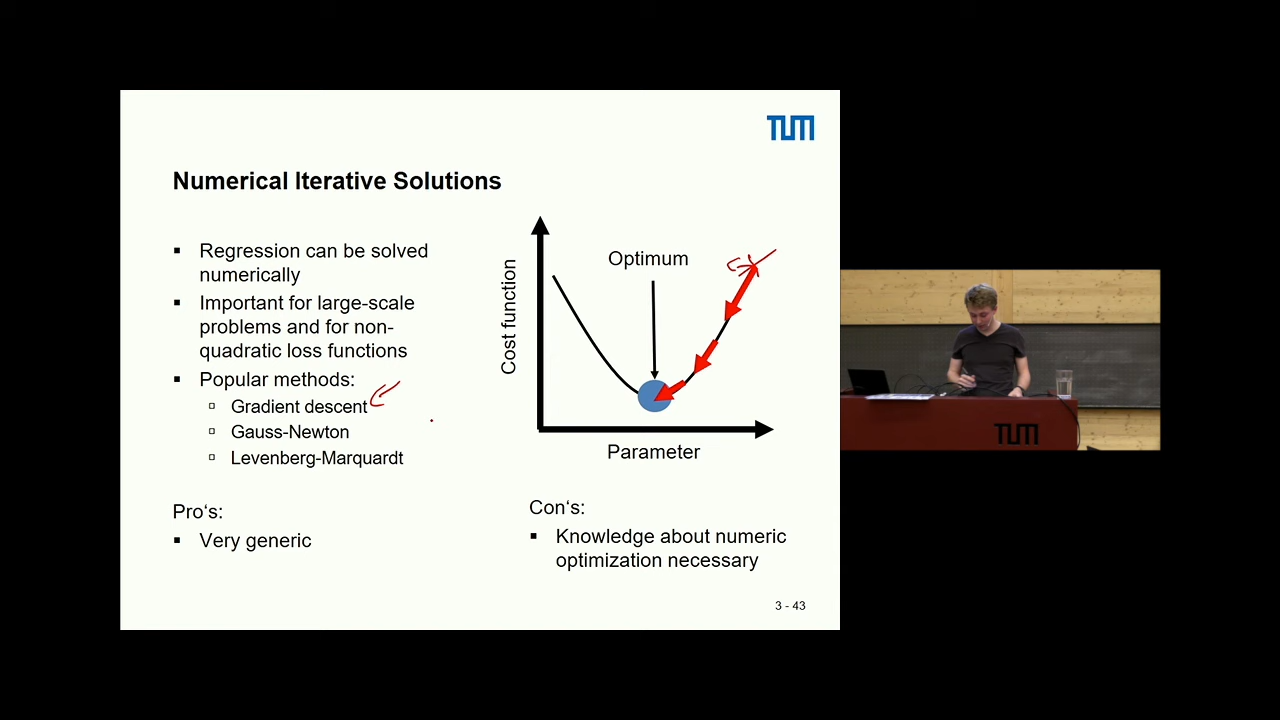 TUM
Numerical Iterative Solutions
▪ Regression can be solved
numerically
▪ Important for large-scale
problems and for non-
quadratic loss functions
▪ Popular methods:
▫ Gradient descent
▫ Gauss-Newton
▫ Levenberg-Marquardt
Cost function
Optimum
Parameter
Pro‘s:
▪ Very generic
Con‘s:
▪ Knowledge about numeric
optimization necessary
3 - 43
TUM